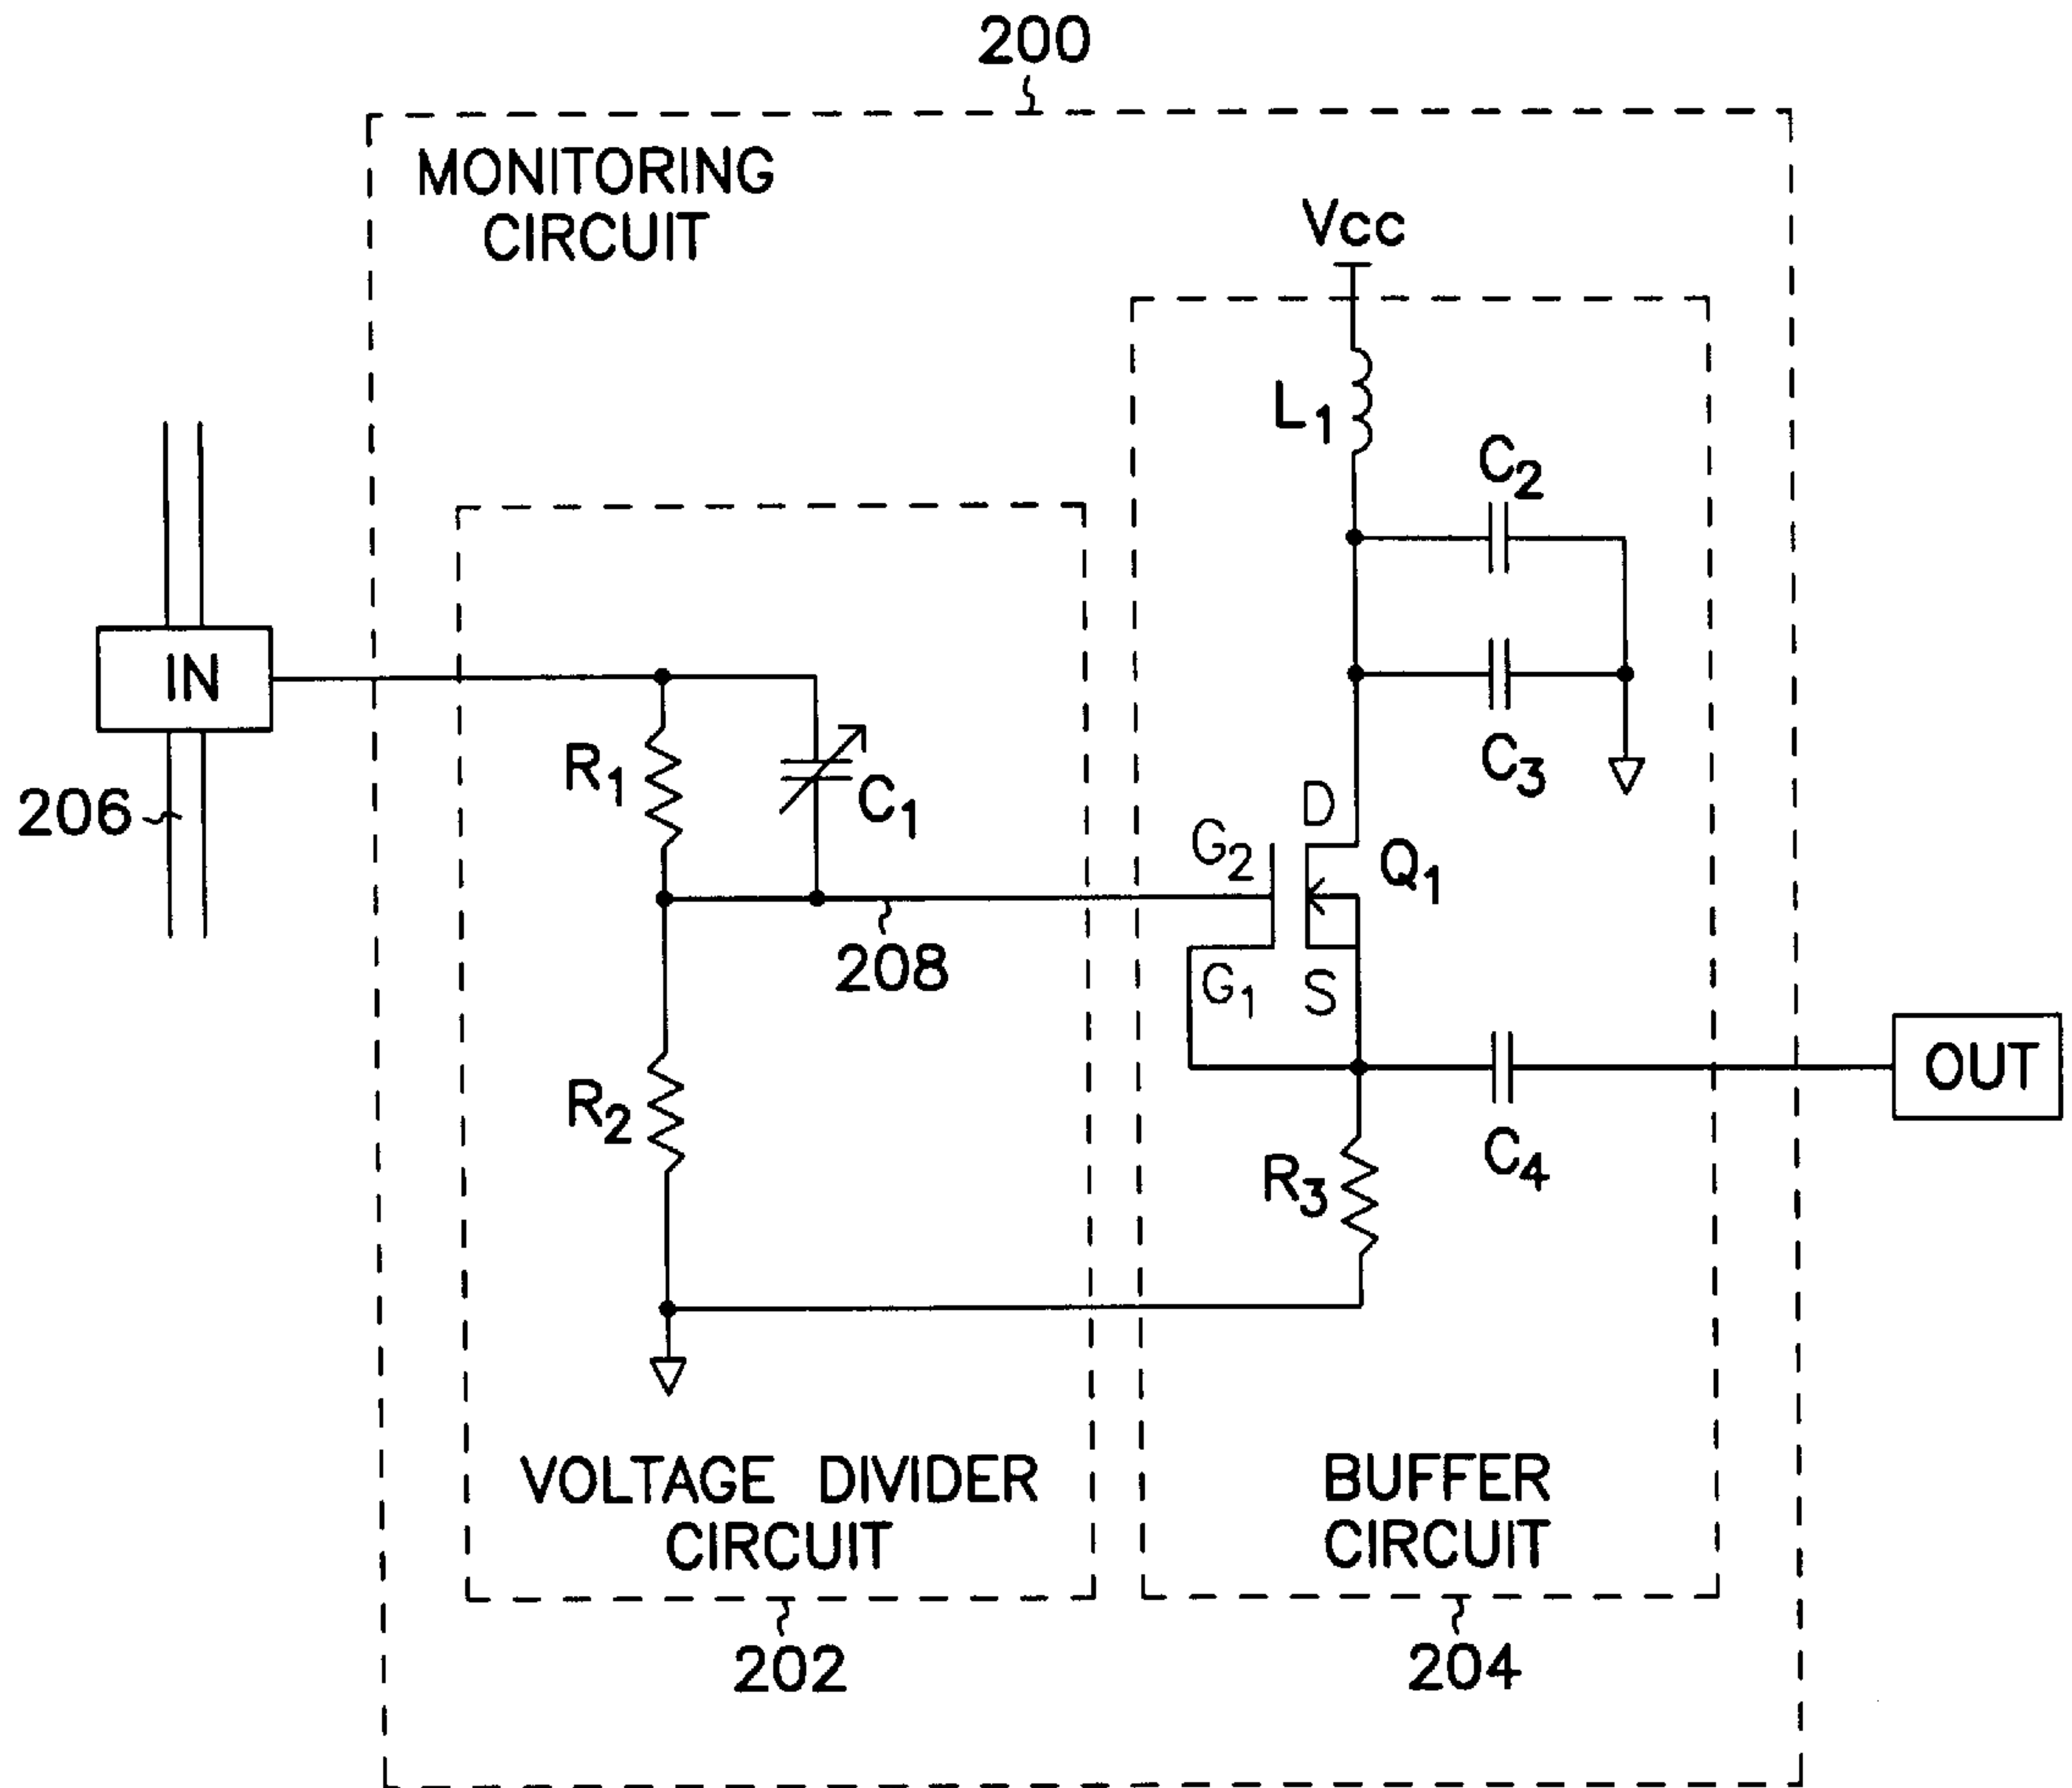 200
MONITORING
CIRCUIT
Vcc
L1
C2
IN
R1
C1
C3
206
D
G2
Q1
208
G1
S
OUT
R2
C4
R3
VOLTAGE DIVIDER
CIRCUIT
BUFFER
CIRCUIT
202
204